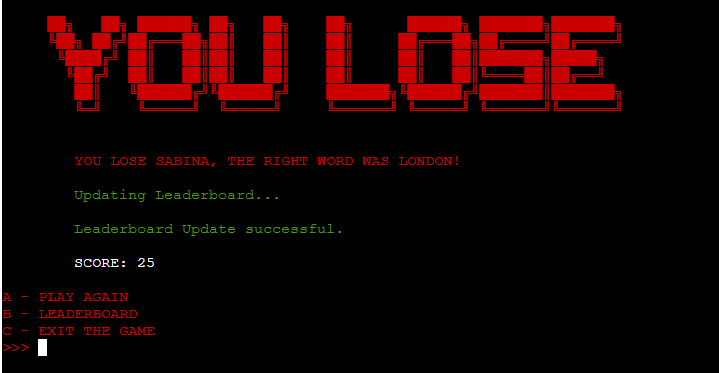 YOU LOSE
YOU LOSE SABINA, THE RIGHT WORD WAS LONDON!
Updating Leaderboard...
Leaderboard Update successful.
SCORE: 25
A - PLAY AGAIN
B - LEADERBOARD
C - EXIT THE GAME
>>>